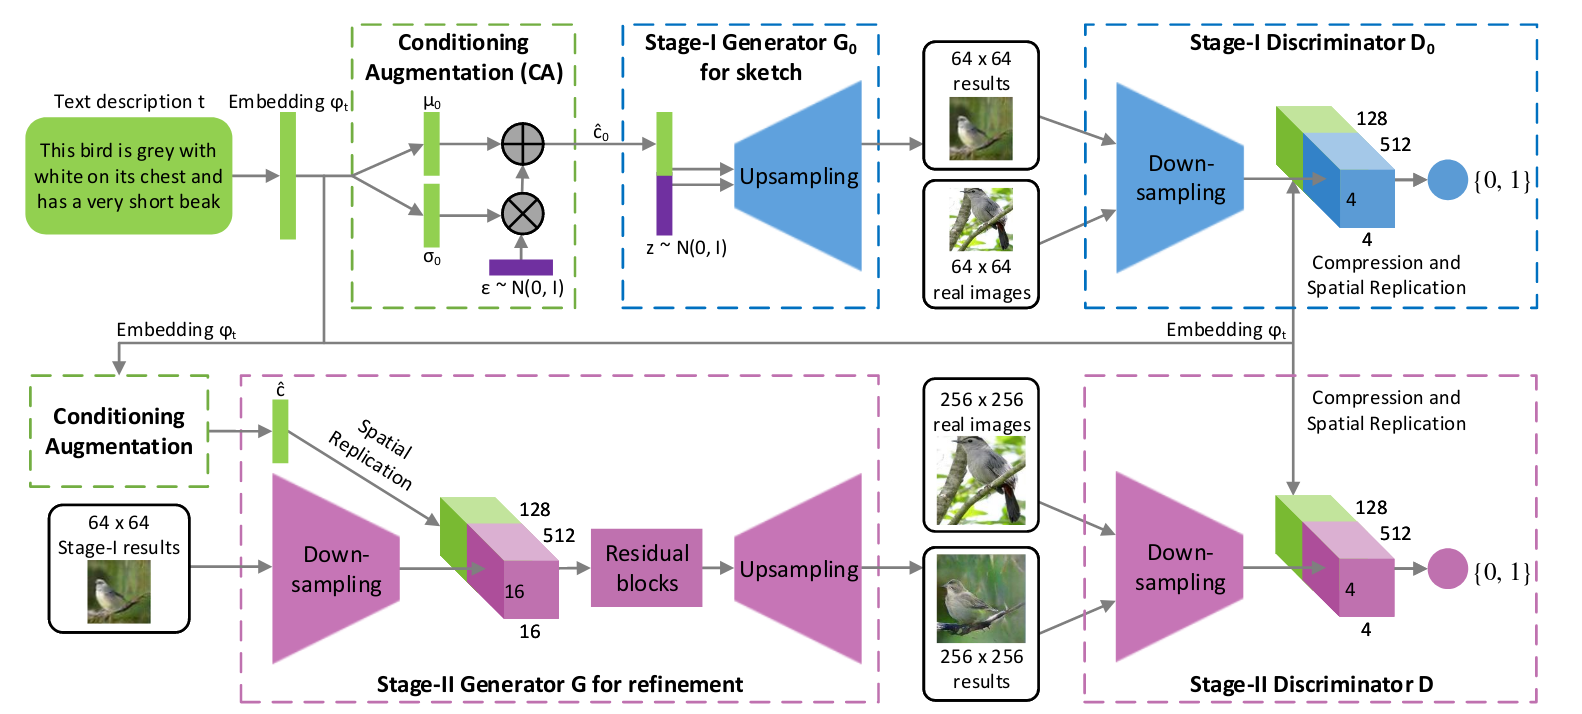 Conditioning
Augmentation (CA)
Stage-I Generator G₀
for sketch
64 x 64
results
Stage-I Discriminator D₀
Text description t
Embedding φₜ
μ₀
This bird is grey with
white on its chest and
has a very short beak
σ₀
ε ~ N(0, I)
ĉ₀
z ~ N(0, I)
Upsampling
64 x 64
real images
Down-
sampling
128
512
4
4
{0, 1}
Compression and
Spatial Replication
Embedding φₜ
Embedding φₜ
Conditioning
Augmentation
ĉ
Spatial
Replication
64 x 64
Stage-I results
Down-
sampling
128
512
16
16
Residual
blocks
Upsampling
Stage-II Generator G for refinement
256 x 256
real images
256 x 256
results
Compression and
Spatial Replication
Down-
sampling
128
512
4
4
{0, 1}
Stage-II Discriminator D